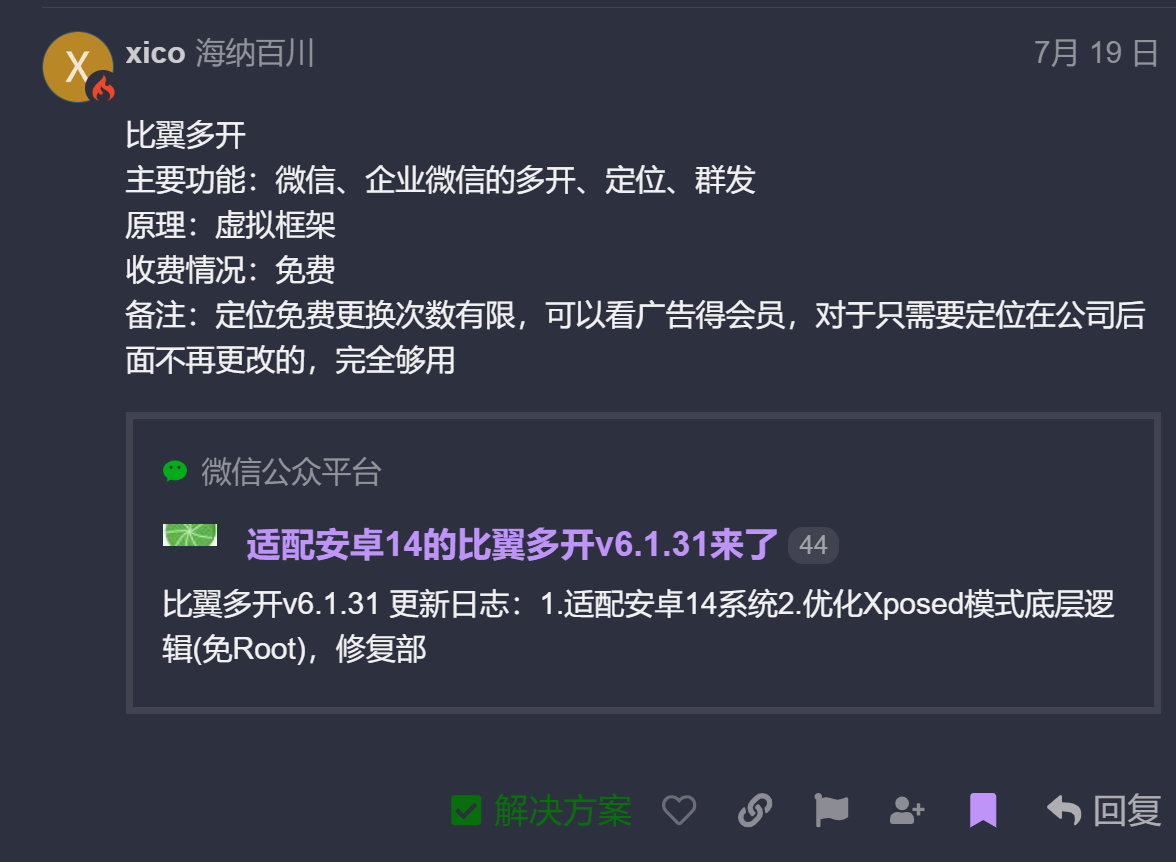 X
xico 海纳百川
7月 19 日
比翼多开
主要功能：微信、企业微信的多开、定位、群发
原理：虚拟框架
收费情况：免费
备注：定位免费更换次数有限，可以看广告得会员，对于只需要定位在公司后
面不再更改的，完全够用
微信公众平台
适配安卓14的比翼多开v6.1.31来了 44
比翼多开v6.1.31 更新日志：1.适配安卓14系统2.优化Xposed模式底层逻
辑(免Root)，修复部
解决方案
回复